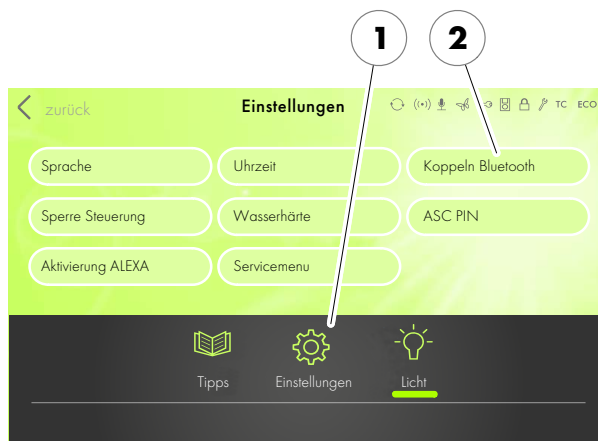 1 2
zurück Einstellungen TC ECO
Sprache Uhrzeit Koppeln Bluetooth
Sperre Steuerung Wasserhärte ASC PIN
Aktivierung ALEXA Servicemenu
Tipps Einstellungen Licht